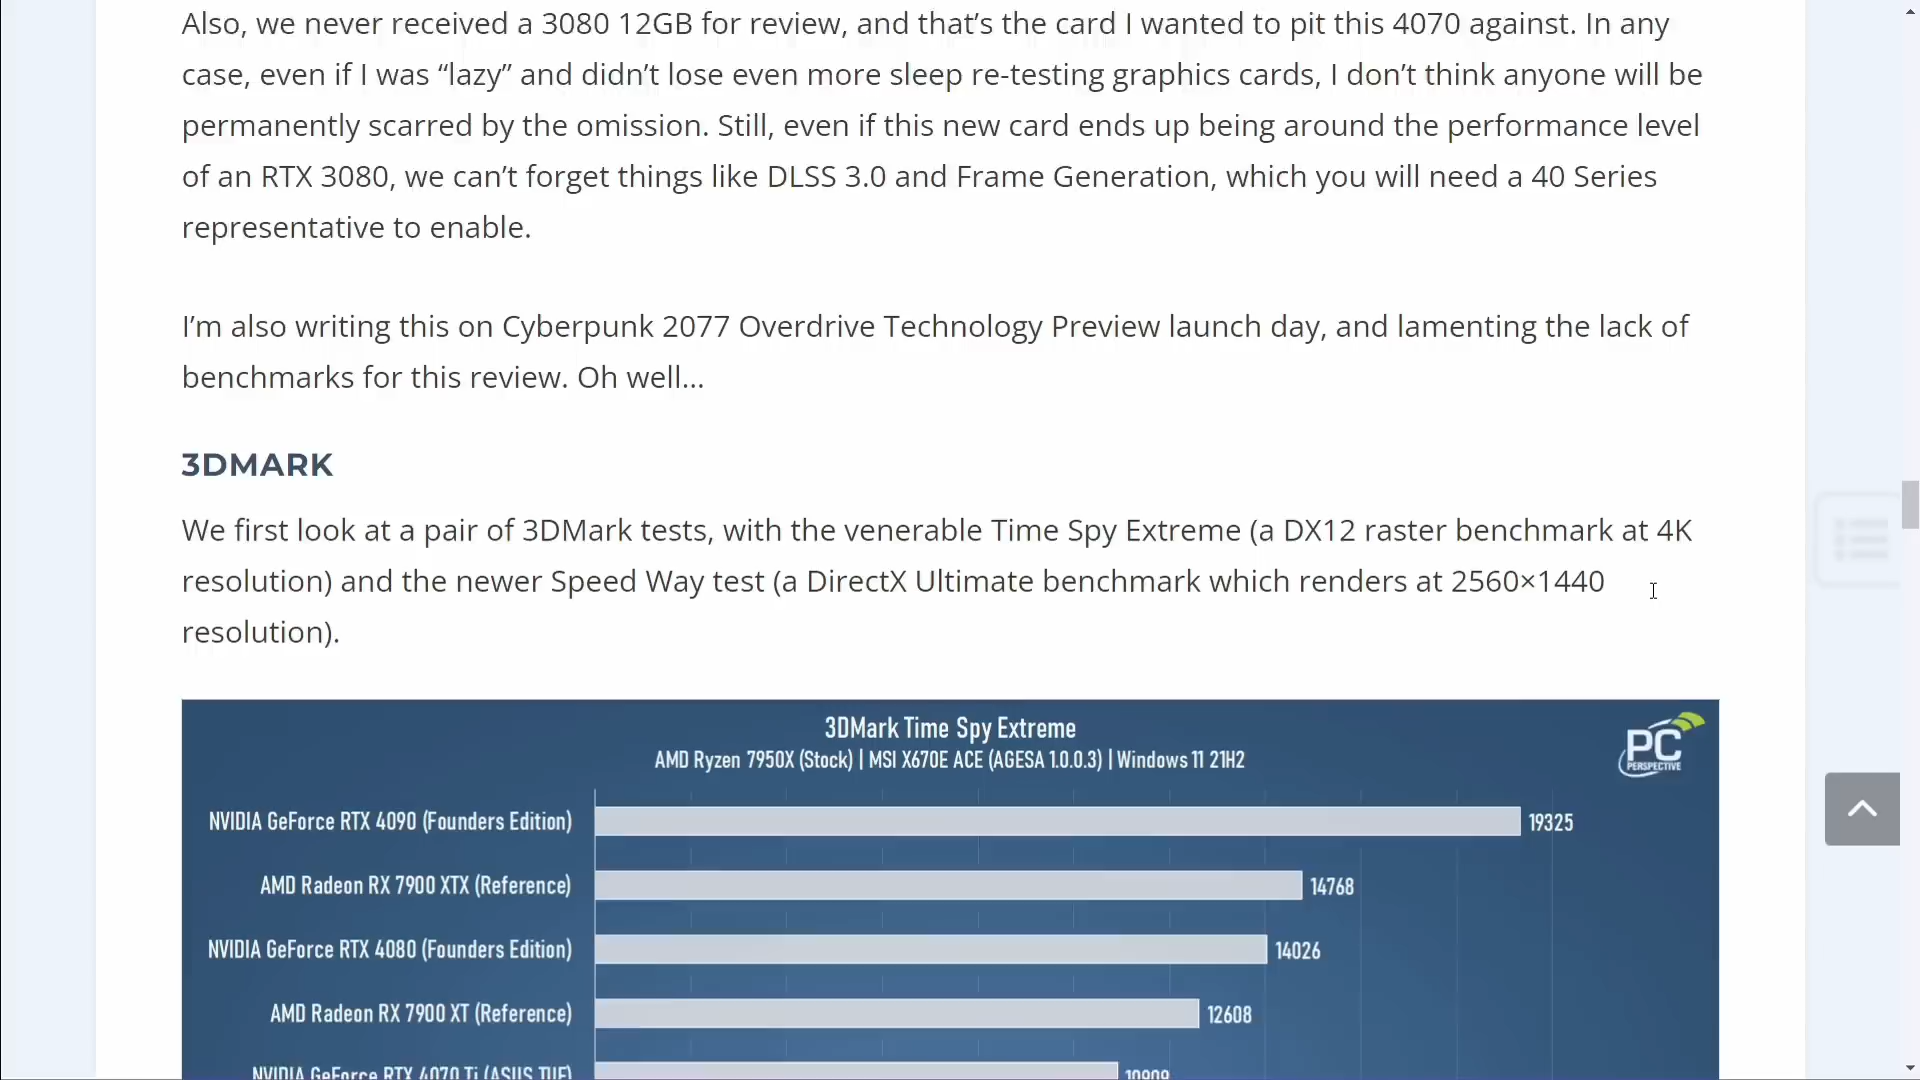 Also, we never received a 3080 12GB for review, and that’s the card I wanted to pit this 4070 against. In any
case, even if I was “lazy” and didn’t lose even more sleep re-testing graphics cards, I don’t think anyone will be
permanently scarred by the omission. Still, even if this new card ends up being around the performance level
of an RTX 3080, we can’t forget things like DLSS 3.0 and Frame Generation, which you will need a 40 Series
representative to enable.
I’m also writing this on Cyberpunk 2077 Overdrive Technology Preview launch day, and lamenting the lack of
benchmarks for this review. Oh well…
3DMARK
We first look at a pair of 3DMark tests, with the venerable Time Spy Extreme (a DX12 raster benchmark at 4K
resolution) and the newer Speed Way test (a DirectX Ultimate benchmark which renders at 2560×1440
resolution).
3DMark Time Spy Extreme
AMD Ryzen 7950X (Stock) | MSI X670E ACE (AGESA 1.0.0.3) | Windows 11 21H2
PC
PERSPECTIVE
NVIDIA GeForce RTX 4090 (Founders Edition) 19325
AMD Radeon RX 7900 XTX (Reference) 14768
NVIDIA GeForce RTX 4080 (Founders Edition) 14026
AMD Radeon RX 7900 XT (Reference) 12608
NVIDIA GeForce RTX 4070 Ti (ASUS TUF) 10909